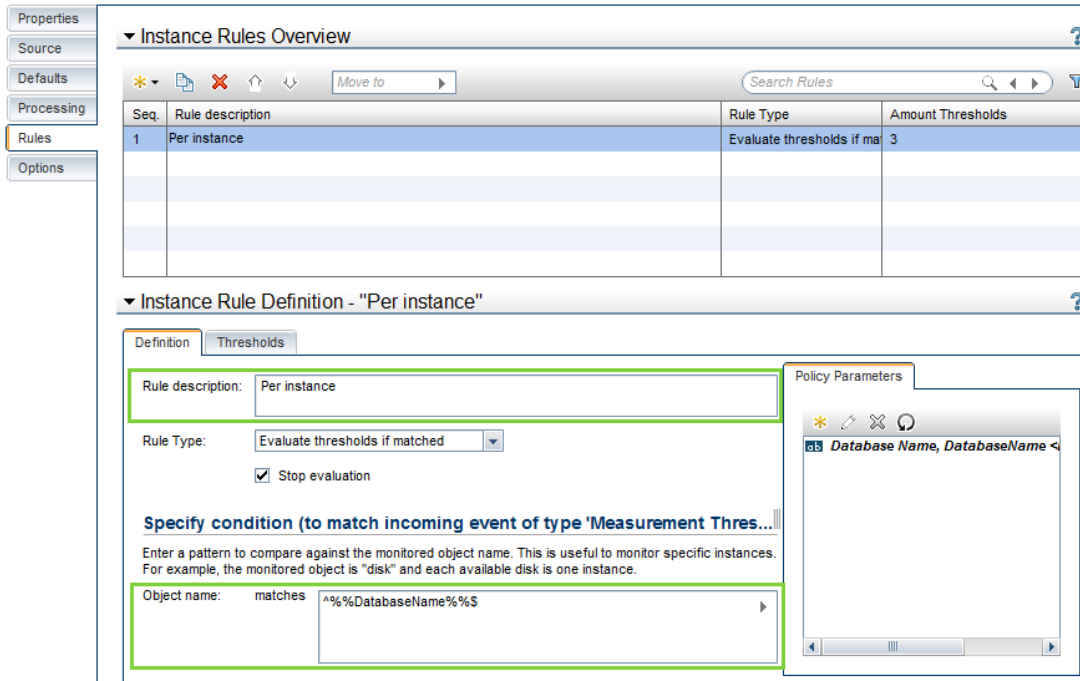 Properties
Source
Defaults
Processing
Rules
Options
Instance Rules Overview
?
Move to
Search Rules
Seq. Rule description Rule Type Amount Thresholds
1 Per instance Evaluate thresholds if mat 3
Instance Rule Definition - "Per instance"
?
Definition Thresholds
Rule description: Per instance
Rule Type: Evaluate thresholds if matched
Stop evaluation
Specify condition (to match incoming event of type 'Measurement Thres...
Enter a pattern to compare against the monitored object name. This is useful to monitor specific instances.
For example, the monitored object is "disk" and each available disk is one instance.
Object name: matches ^%%DatabaseName%%$
Policy Parameters
ab Database Name, DatabaseName <